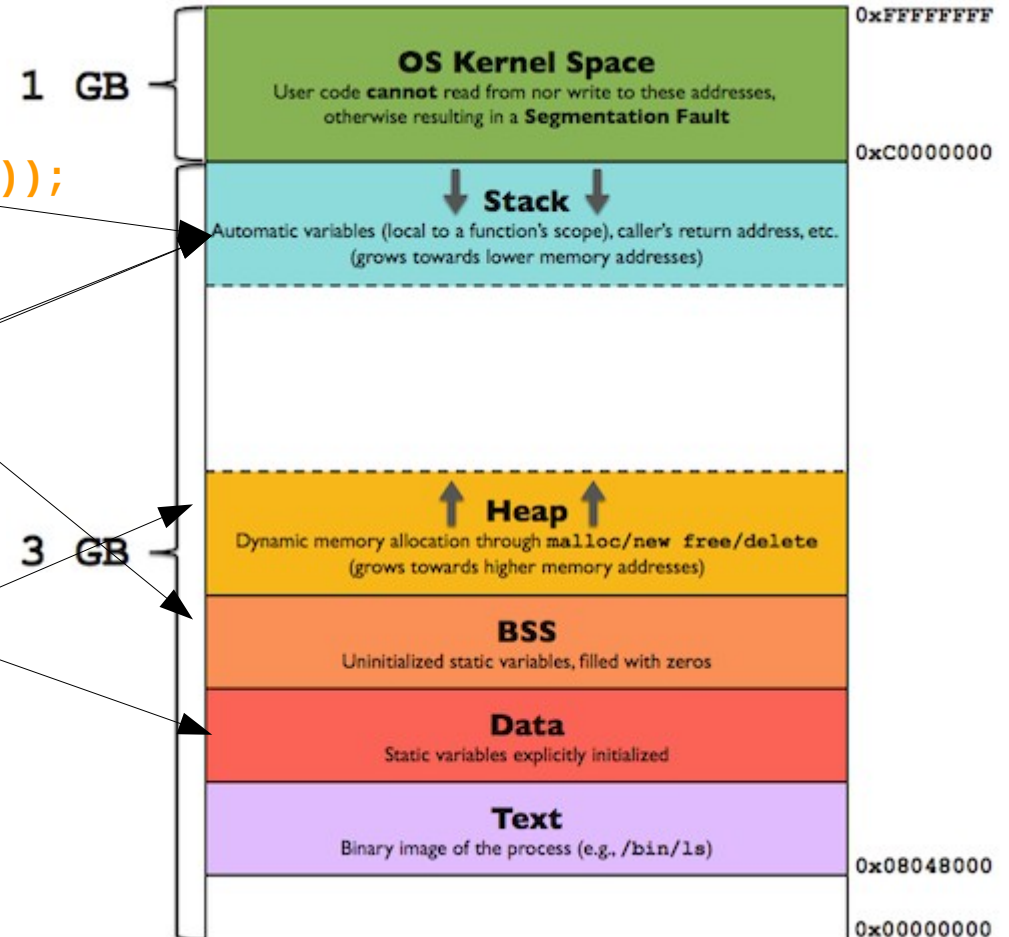 0xFFFFFFFF
1 GB
OS Kernel Space
User code cannot read from nor write to these addresses,
otherwise resulting in a Segmentation Fault
0xC0000000
));
Stack
Automatic variables (local to a function's scope), caller's return address, etc.
(grows towards lower memory addresses)
3 GB
Heap
Dynamic memory allocation through malloc/new free/delete
(grows towards higher memory addresses)
BSS
Uninitialized static variables, filled with zeros
Data
Static variables explicitly initialized
Text
Binary image of the process (e.g., /bin/ls)
0x08048000
0x00000000